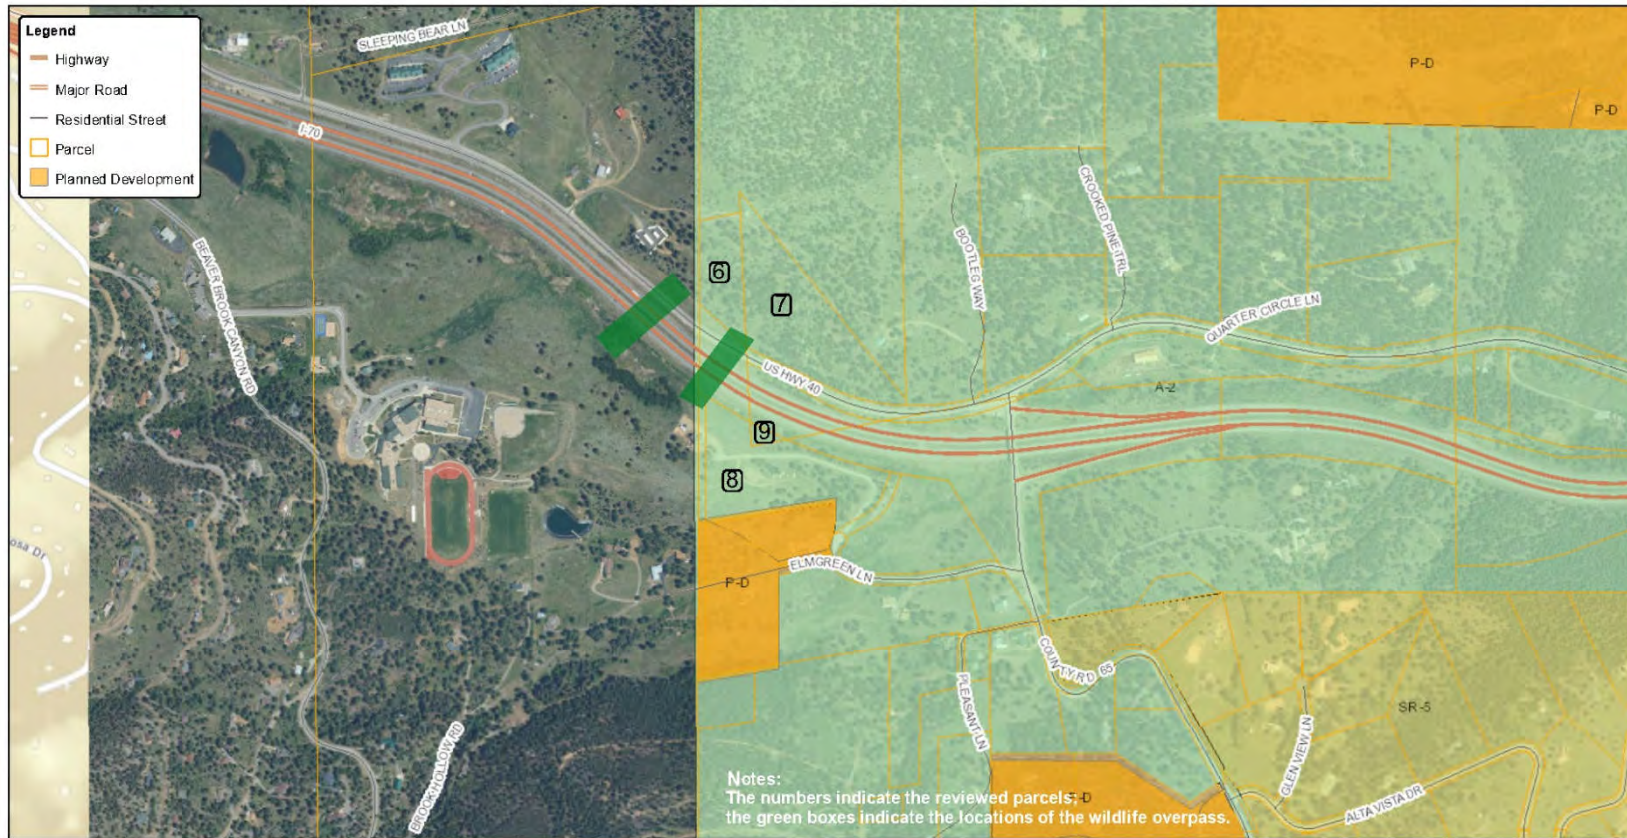 Legend
Highway
Major Road
Residential Street
Parcel
Planned Development
SLEEPING BEAR LN
I-70
P-D
P-D
CROOKED PINE TRL
BOOTLEG WAY
6
7
QUARTER CIRCLE LN
BEAVER BROOK CANYON RD
US HWY 40
A-2
9
8
osa Dr
ELMGREEN LN
P-D
COUNTY RD 65
PLEASANT LN
SR-5
GLEN VIEW LN
BROOK HOLLOW RD
ALTA VISTA DR
Notes:
The numbers indicate the reviewed parcels;
the green boxes indicate the locations of the wildlife overpass.